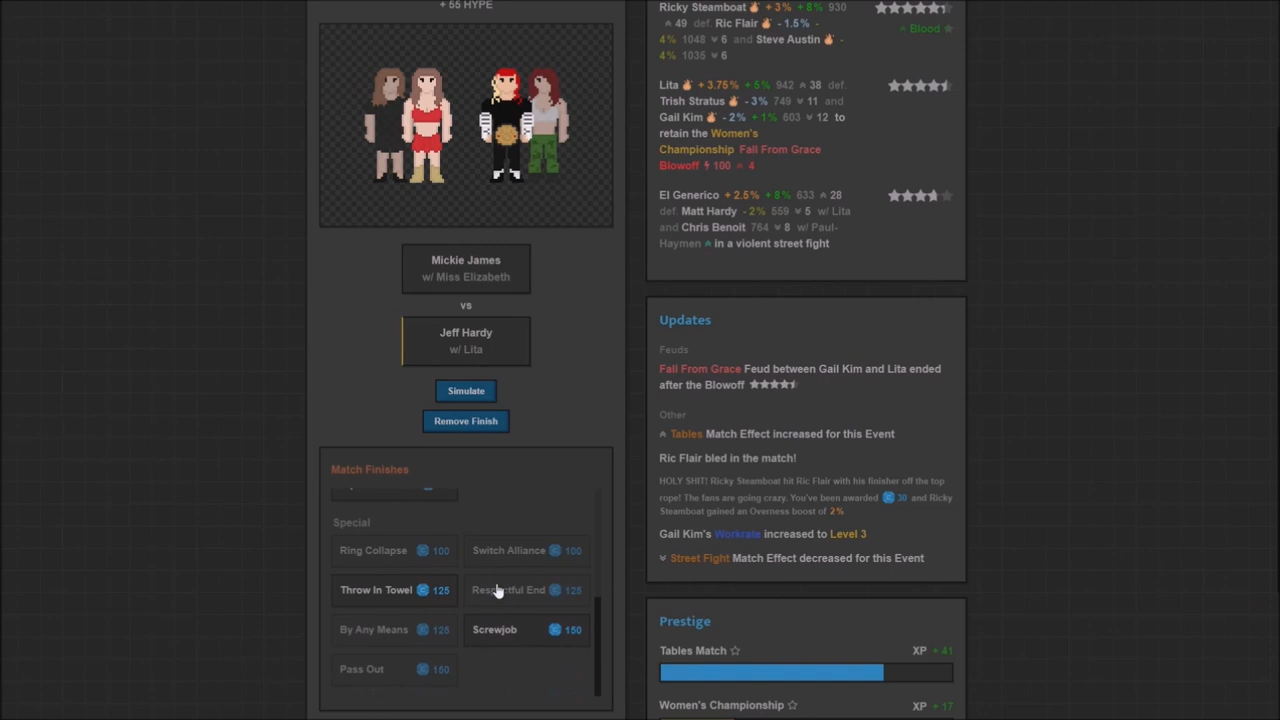 + 55 HYPE
Mickie James
w/ Miss Elizabeth
vs
Jeff Hardy
w/ Lita
Simulate
Remove Finish
Match Finishes
Special
Ring Collapse 100
Switch Alliance 100
Throw In Towel 125
Respectful End 125
By Any Means 125
Screwjob 150
Pass Out 150
Ricky Steamboat + 3% + 8% 930
49 def. Ric Flair - 1.5% -
4% 1048 6 and Steve Austin -
4% 1035 6
Blood
Lita + 3.75% + 5% 942 38 def.
Trish Stratus - 3% 749 11 and
Gail Kim - 2% + 1% 603 12 to
retain the Women's
Championship Fall From Grace
Blowoff 100 4
El Generico + 2.5% + 8% 633 28
def. Matt Hardy - 2% 559 5 w/ Lita
and Chris Benoit 764 8 w/ Paul-
Haymen in a violent street fight
Updates
Feuds
Fall From Grace Feud between Gail Kim and Lita ended
after the Blowoff
Other
Tables Match Effect increased for this Event
Ric Flair bled in the match!
HOLY SHIT! Ricky Steamboat hit Ric Flair with his finisher off the
top rope! The fans are going crazy. You've been awarded 30 and Ricky
Steamboat gained an Overness boost of 2%
Gail Kim's Workrate increased to Level 3
Street Fight Match Effect decreased for this Event
Prestige
Tables Match XP + 41
Women's Championship XP + 17